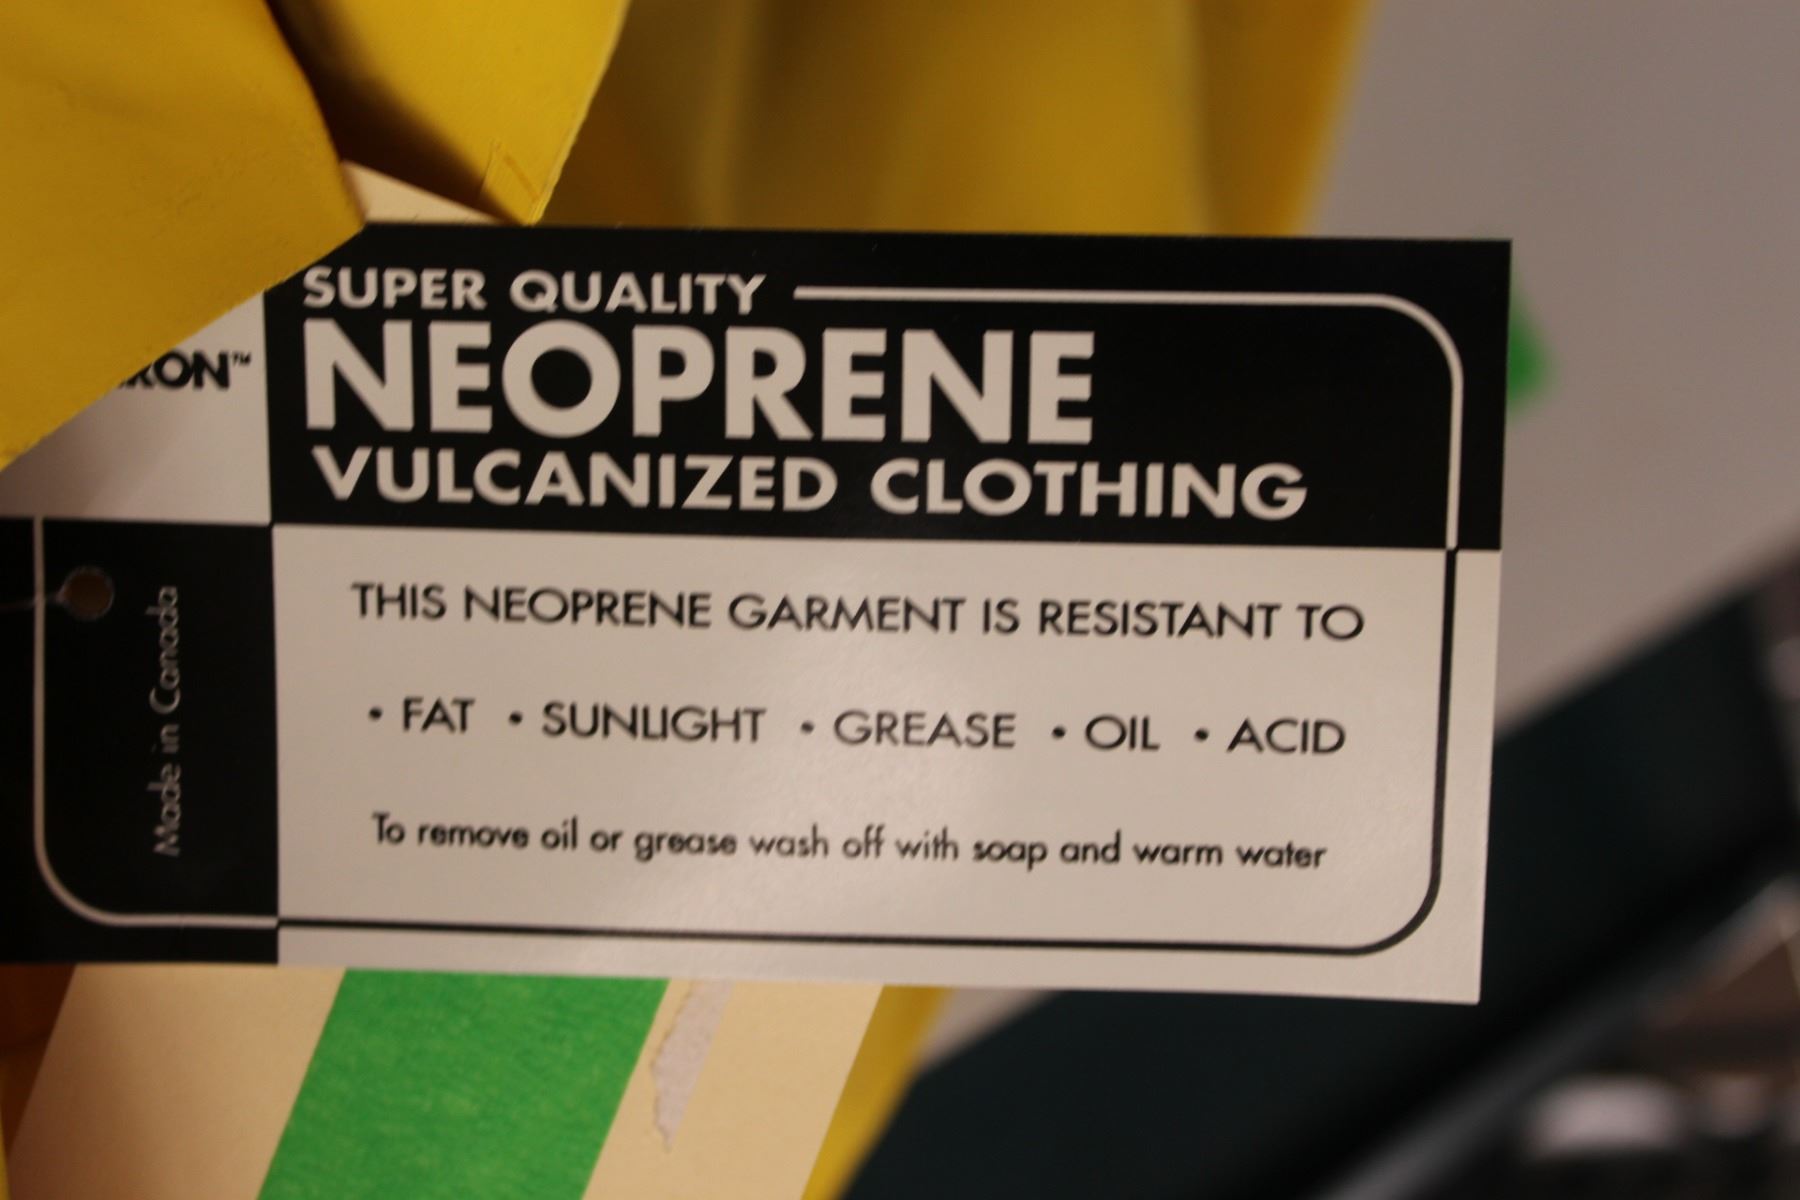 SUPER QUALITY
NEOPRENE
VULCANIZED CLOTHING
THIS NEOPRENE GARMENT IS RESISTANT TO
• FAT • SUNLIGHT • GREASE • OIL • ACID
To remove oil or grease wash off with soap and warm water
Made in Canada